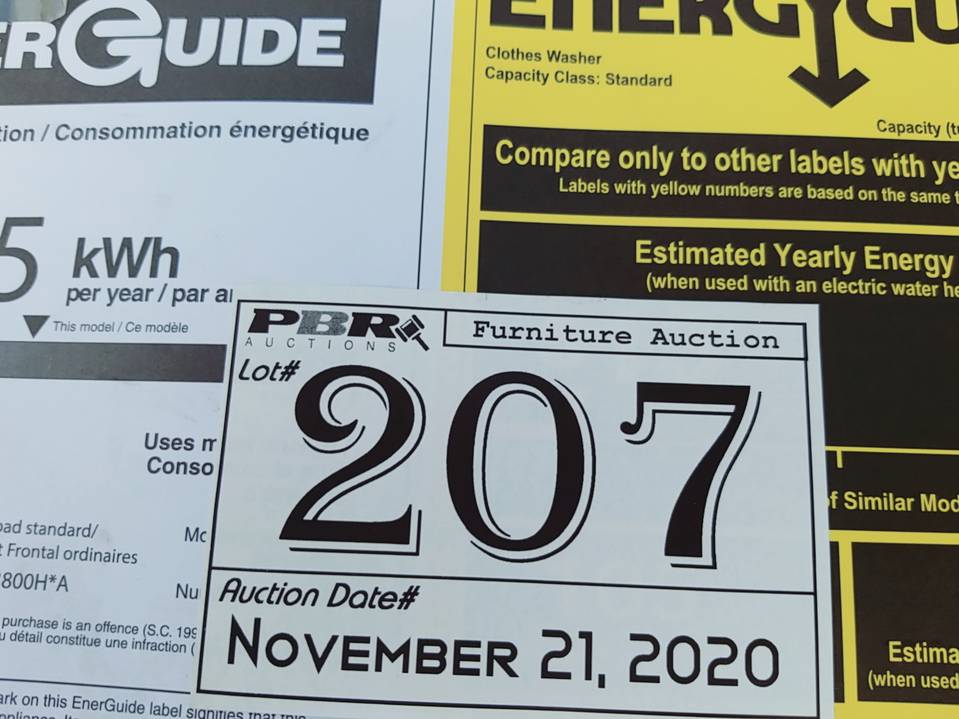 ERGUIDE
/ Consommation énergétique
5 kWh
per year / par
This model / Ce modèle
Uses
Conso
standard/
Frontal ordinaires
800H*A
purchase is an offence (S.C. 199
détail constitue une infraction (
on this EnerGuide label signifies that this
ENERGYGU
Clothes Washer
Capacity Class: Standard
Capacity
Compare only to other labels with ye
Labels with yellow numbers are based on the same
Estimated Yearly Energy
(when used with an electric water he
of Similar Mod
Estima
(when used
PBR
AUCTIONS
Furniture Auction
Lot#
207
Auction Date#
November 21, 2020